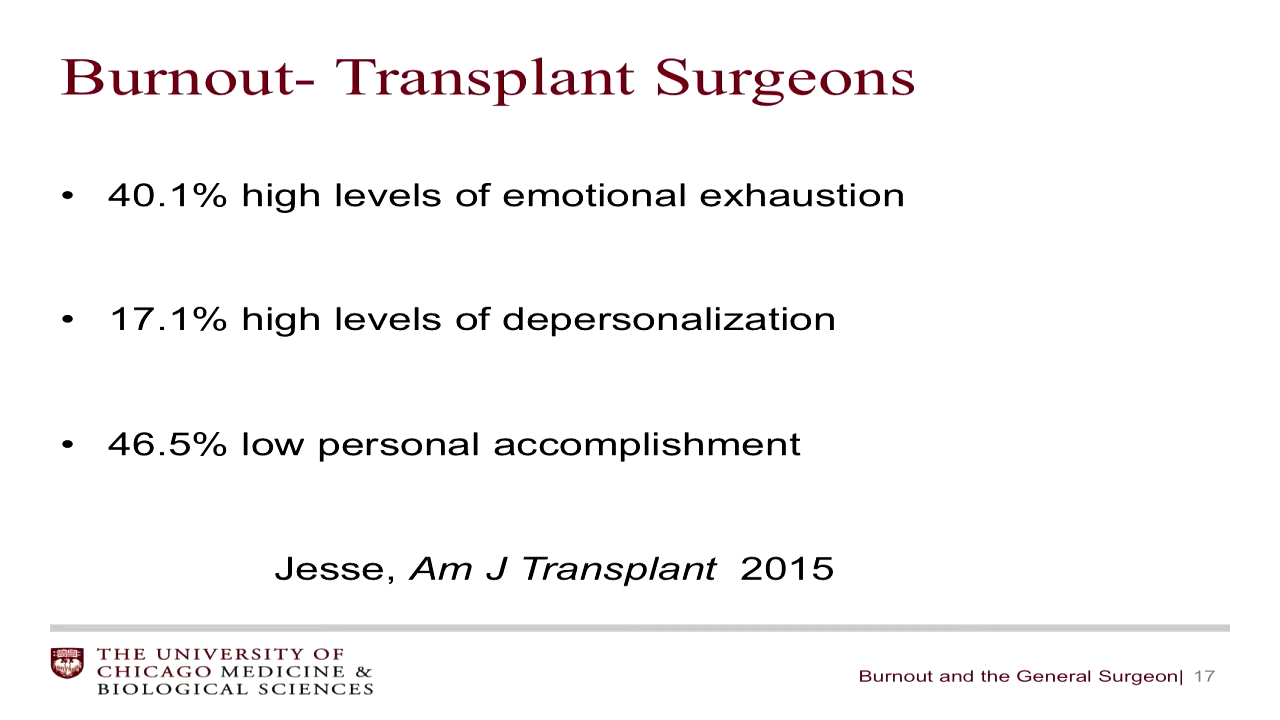 Burnout- Transplant Surgeons
• 40.1% high levels of emotional exhaustion
• 17.1% high levels of depersonalization
• 46.5% low personal accomplishment
Jesse, Am J Transplant 2015
THE UNIVERSITY OF
CHICAGO MEDICINE &
BIOLOGICAL SCIENCES
Burnout and the General Surgeon| 17